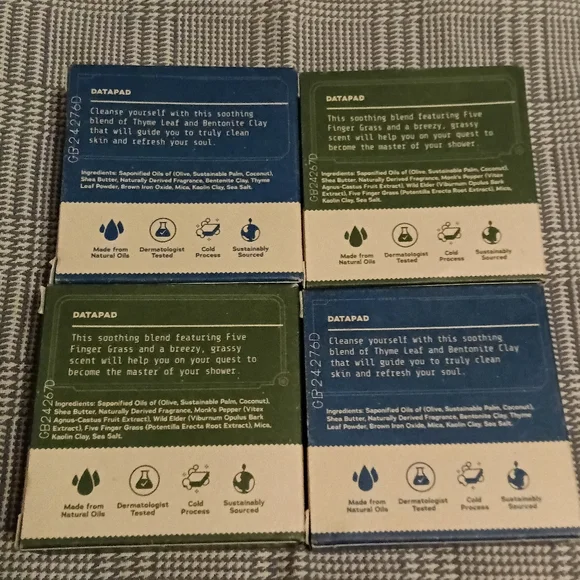 DATAPAD
Cleanse yourself with this soothing
blend of Thyme Leaf and Bentonite Clay
that will guide you to truly clean
skin and refresh your soul.
GB24276D
Ingredients: Saponified Oils of (Olive, Sustainable Palm, Coconut),
Shea Butter, Naturally Derived Fragrance, Bentonite Clay, Thyme
Leaf Powder, Brown Iron Oxide, Mica, Kaolin Clay, Sea Salt.
Made from
Natural Oils
Dermatologist
Tested
Cold
Process
Sustainably
Sourced
DATAPAD
This soothing blend featuring Five
Finger Grass and a breezy, grassy
scent will help you on your quest to
become the master of your shower.
GB24267D
Ingredients: Saponified Oils of (Olive, Sustainable Palm, Coconut),
Shea Butter, Naturally Derived Fragrance, Monk's Pepper (Vitex
Agnus-Castus Fruit Extract), Wild Elder (Viburnum Opulus Bark
Extract), Five Finger Grass (Potentilla Erecta Root Extract), Mica,
Kaolin Clay, Sea Salt.
Made from
Natural Oils
Dermatologist
Tested
Cold
Process
Sustainably
Sourced
DATAPAD
This soothing blend featuring Five
Finger Grass and a breezy, grassy
scent will help you on your quest to
become the master of your shower.
GB24267D
Ingredients: Saponified Oils of (Olive, Sustainable Palm, Coconut),
Shea Butter, Naturally Derived Fragrance, Monk's Pepper (Vitex
Agnus-Castus Fruit Extract), Wild Elder (Viburnum Opulus Bark
Extract), Five Finger Grass (Potentilla Erecta Root Extract), Mica,
Kaolin Clay, Sea Salt.
Made from
Natural Oils
Dermatologist
Tested
Cold
Process
Sustainably
Sourced
DATAPAD
Cleanse yourself with this soothing
blend of Thyme Leaf and Bentonite Clay
that will guide you to truly clean
skin and refresh your soul.
GB24276D
Ingredients: Saponified Oils of (Olive, Sustainable Palm, Coconut),
Shea Butter, Naturally Derived Fragrance, Bentonite Clay, Thyme
Leaf Powder, Brown Iron Oxide, Mica, Kaolin Clay, Sea Salt.
Made from
Natural Oils
Dermatologist
Tested
Cold
Process
Sustainably
Sourced